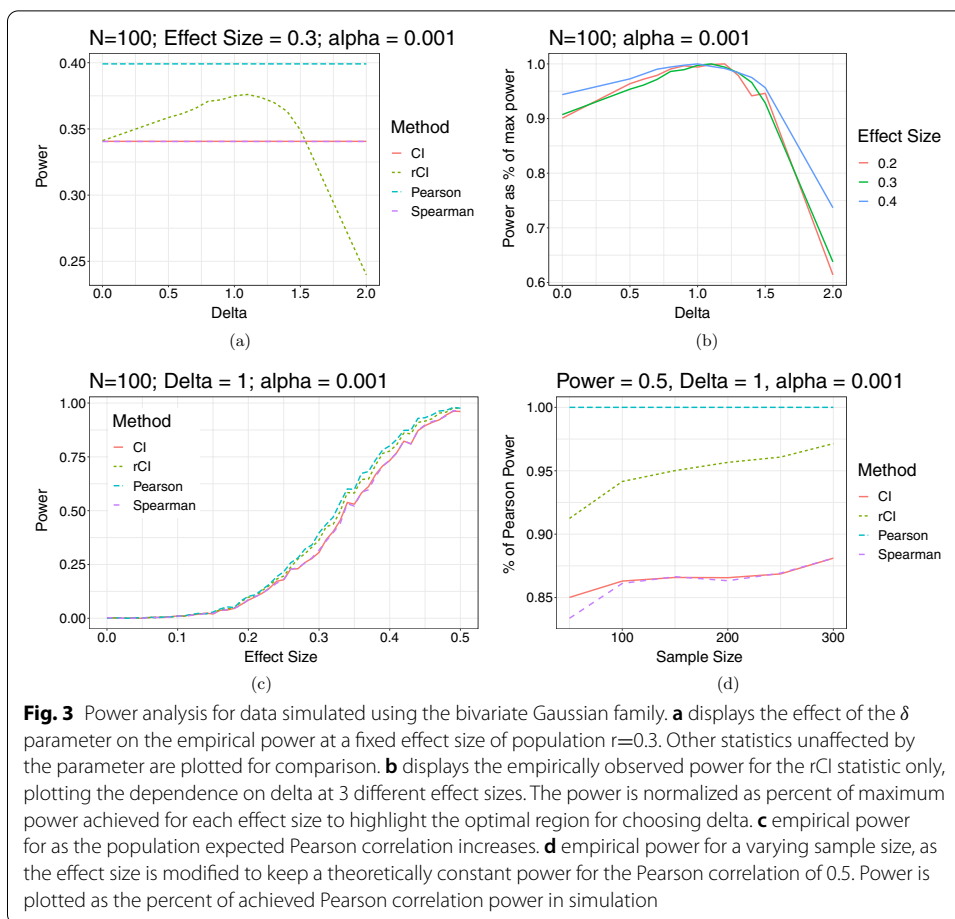 N=100; Effect Size = 0.3; alpha = 0.001
Power
0.40
0.35
0.30
0.25
0.0 0.5 1.0 1.5 2.0
Delta
Method
CI
rCI
Pearson
Spearman
(a)
N=100; alpha = 0.001
Power as % of max power
1.0
0.9
0.8
0.7
0.6
0.0 0.5 1.0 1.5 2.0
Delta
Effect Size
0.2
0.3
0.4
(b)
N=100; Delta = 1; alpha = 0.001
Power
1.00
0.75
0.50
0.25
0.00
Method
CI
rCI
Pearson
Spearman
0.0 0.1 0.2 0.3 0.4 0.5
Effect Size
(c)
Power = 0.5, Delta = 1, alpha = 0.001
% of Pearson Power
1.00
0.95
0.90
0.85
100 200 300
Sample Size
Method
CI
rCI
Pearson
Spearman
(d)
Fig. 3 Power analysis for data simulated using the bivariate Gaussian family. a displays the effect of the δ
parameter on the empirical power at a fixed effect size of population r=0.3. Other statistics unaffected by
the parameter are plotted for comparison. b displays the empirically observed power for the rCI statistic only,
plotting the dependence on delta at 3 different effect sizes. The power is normalized as percent of maximum
power achieved for each effect size to highlight the optimal region for choosing delta. c empirical power
for as the population expected Pearson correlation increases. d empirical power for a varying sample size, as
the effect size is modified to keep a theoretically constant power for the Pearson correlation of 0.5. Power is
plotted as the percent of achieved Pearson correlation power in simulation